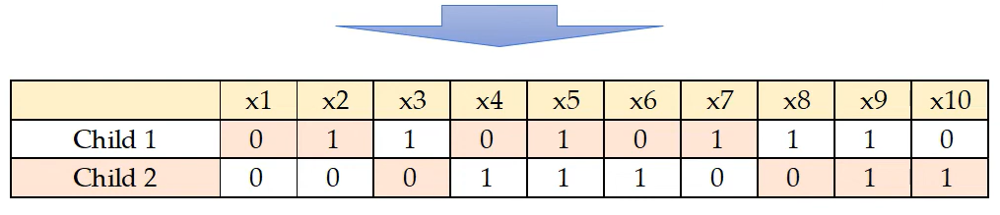 x1 x2 x3 x4 x5 x6 x7 x8 x9 x10
Child 1 0 1 1 0 1 0 1 1 1 0
Child 2 0 0 0 1 1 1 0 0 1 1